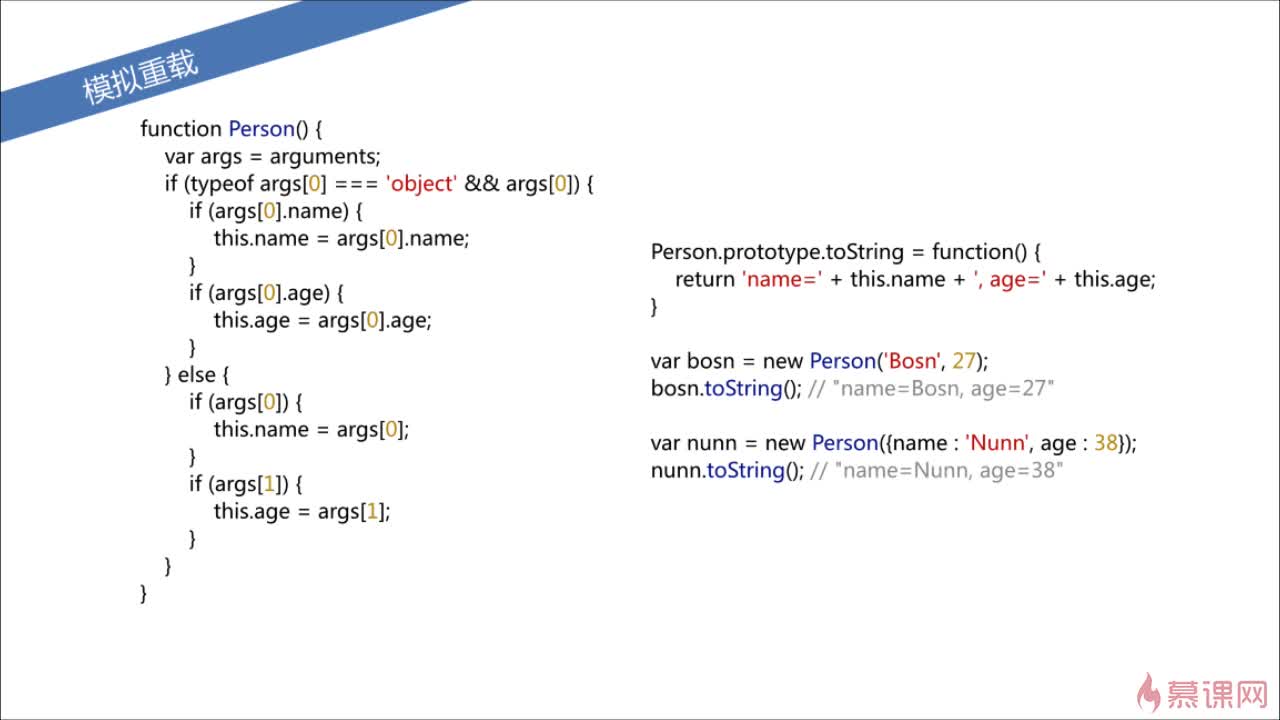 模拟重载
function Person() {
var args = arguments;
if (typeof args[0] === 'object' && args[0]) {
if (args[0].name) {
this.name = args[0].name;
}
if (args[0].age) {
this.age = args[0].age;
}
} else {
if (args[0]) {
this.name = args[0];
}
if (args[1]) {
this.age = args[1];
}
}
}
Person.prototype.toString = function() {
return 'name=' + this.name + ', age=' + this.age;
}
var bosn = new Person('Bosn', 27);
bosn.toString(); // "name=Bosn, age=27"
var nunn = new Person({name : 'Nunn', age : 38});
nunn.toString(); // "name=Nunn, age=38"
慕课网